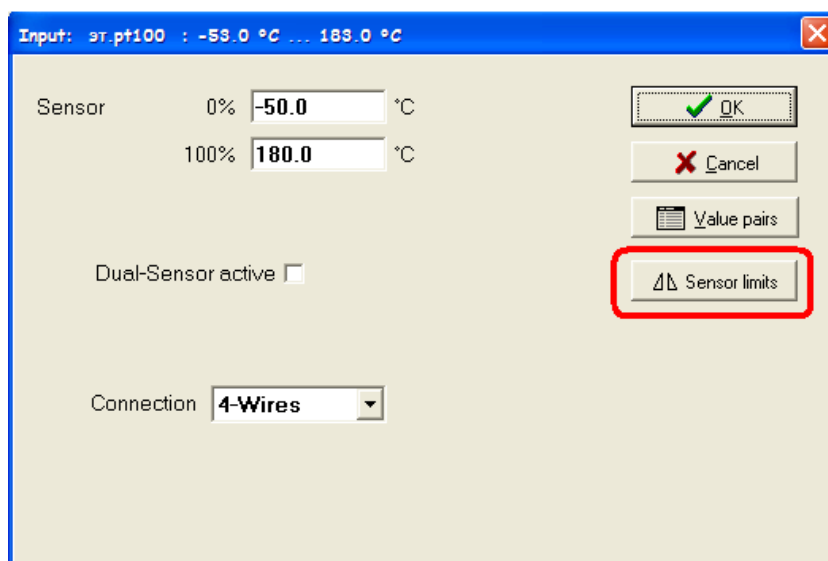 Input: эт.pt100 : -53.0 °C ... 183.0 °C
Sensor 0% -50.0 °C
OK
100% 180.0 °C
Cancel
Value pairs
Dual-Sensor active
Sensor limits
Connection 4-Wires